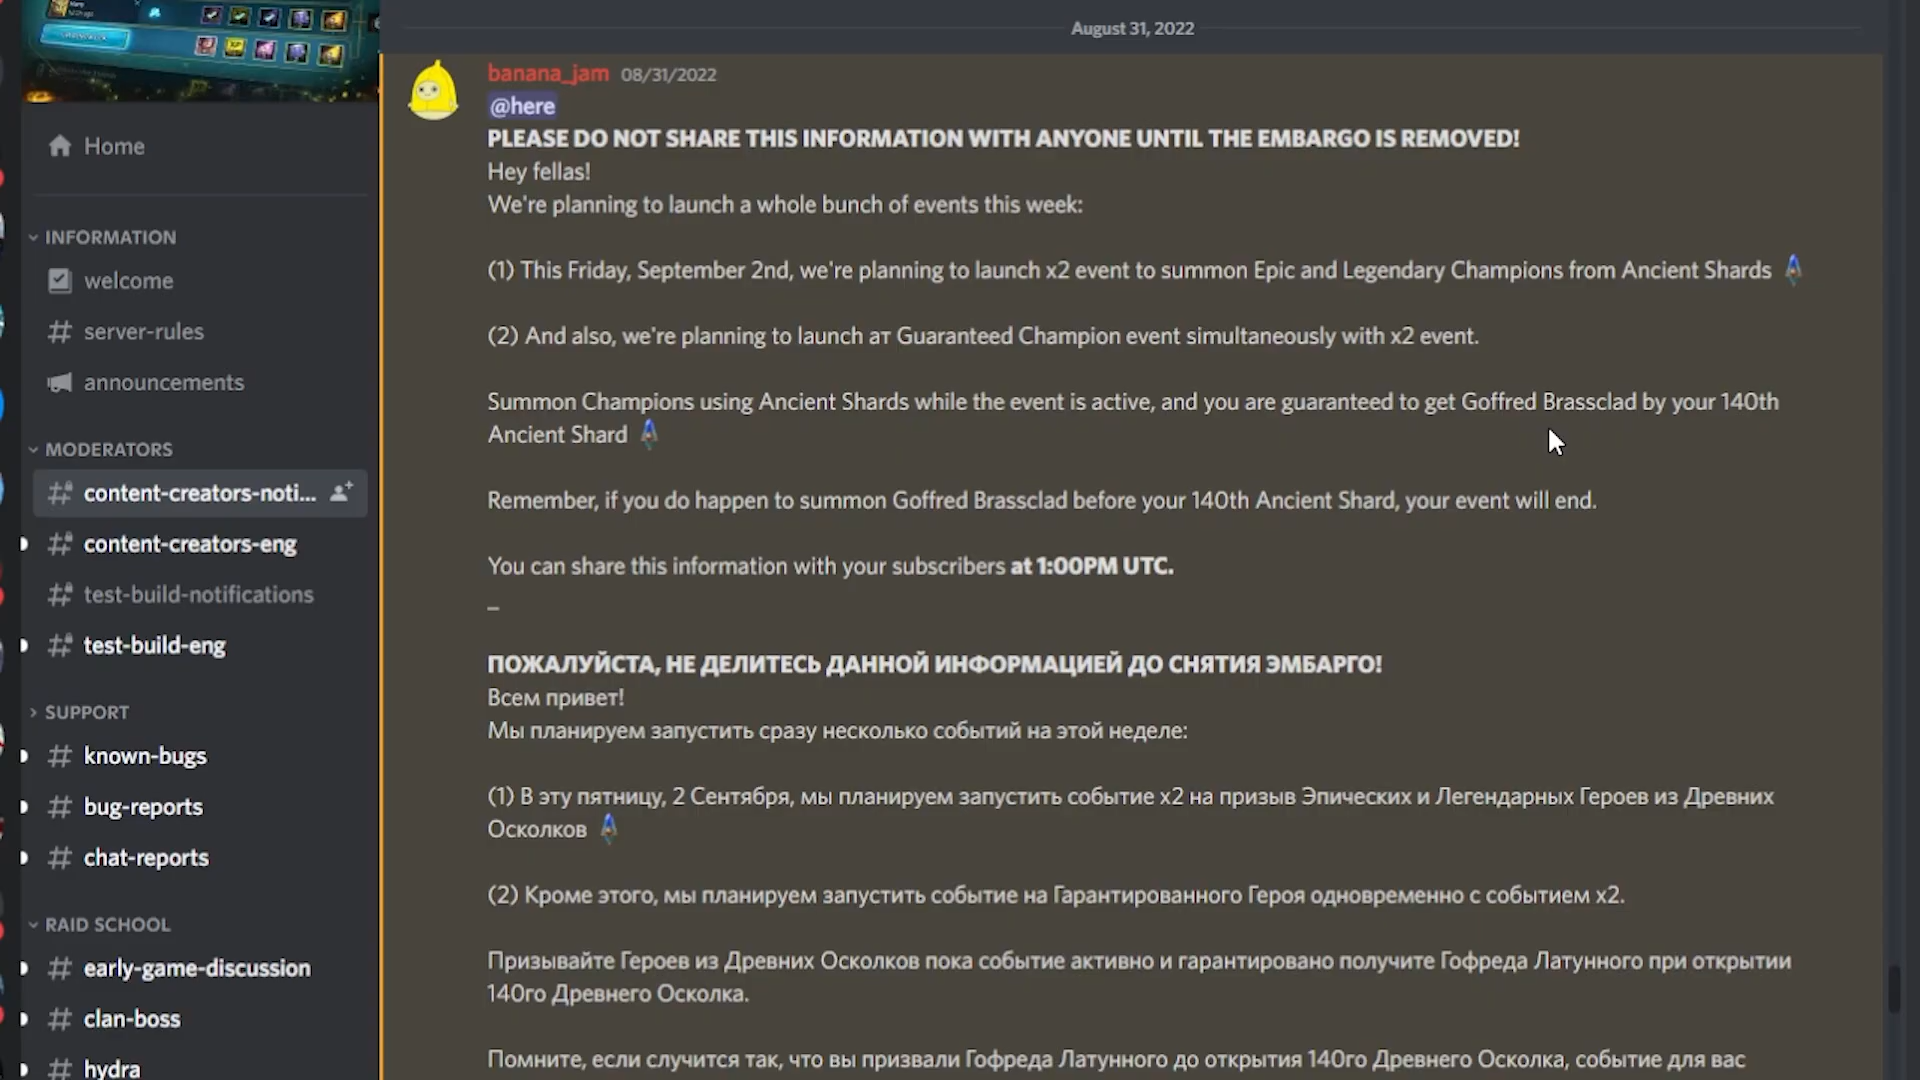 August 31, 2022
Home
INFORMATION
welcome
server-rules
announcements
MODERATORS
content-creators-noti...
content-creators-eng
test-build-notifications
test-build-eng
SUPPORT
known-bugs
bug-reports
chat-reports
RAID SCHOOL
early-game-discussion
clan-boss
hydra
banana_jam 08/31/2022
@here
PLEASE DO NOT SHARE THIS INFORMATION WITH ANYONE UNTIL THE EMBARGO IS REMOVED!
Hey fellas!
We're planning to launch a whole bunch of events this week:
(1) This Friday, September 2nd, we're planning to launch x2 event to summon Epic and Legendary Champions from Ancient Shards
(2) And also, we're planning to launch ат Guaranteed Champion event simultaneously with x2 event.
Summon Champions using Ancient Shards while the event is active, and you are guaranteed to get Goffred Brassclad by your 140th
Ancient Shard
Remember, if you do happen to summon Goffred Brassclad before your 140th Ancient Shard, your event will end.
You can share this information with your subscribers at 1:00PM UTC.
–
ПОЖАЛУЙСТА, НЕ ДЕЛИТЕСЬ ДАННОЙ ИНФОРМАЦИЕЙ ДО СНЯТИЯ ЭМБАРГО!
Всем привет!
Мы планируем запустить сразу несколько событий на этой неделе:
(1) В эту пятницу, 2 Сентября, мы планируем запустить событие x2 на призыв Эпических и Легендарных Героев из Древних
Осколков
(2) Кроме этого, мы планируем запустить событие на Гарантированного Героя одновременно с событием x2.
Призывайте Героев из Древних Осколков пока событие активно и гарантировано получите Гофреда Латунного при открытии
140го Древнего Осколка.
Помните, если случится так, что вы призвали Гофреда Латунного до открытия 140го Древнего Осколка, событие для вас